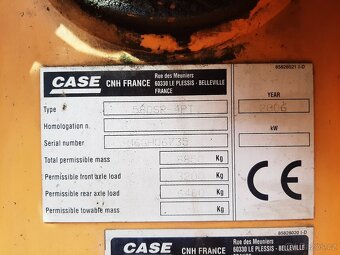 85828021 I-D
CASE CNH FRANCE Rue des Meuniers
60330 LE PLESSIS - BELLEVILLE
FRANCE
Type YEAR
2006
Homologation n. kW
Serial number
Total permissible mass Kg
Permissible front axle load Kg
Permissible rear axle load Kg
Permissible towable mass Kg
CE
85828020 I-D
CASE CNH FRANCE Rue des Meuniers
60330 LE PLESSIS - BELLEVILLE